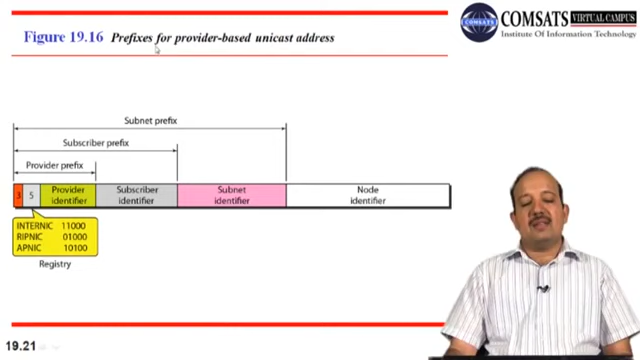 COMSATS VIRTUAL CAMPUS
Institute Of Information Technology
Figure 19.16 Prefixes for provider-based unicast address
Subnet prefix
Subscriber prefix
Provider prefix
3
5
Provider
identifier
Subscriber
identifier
Subnet
identifier
Node
identifier
INTERNIC 11000
RIPNIC 01000
APNIC 10100
Registry
19.21